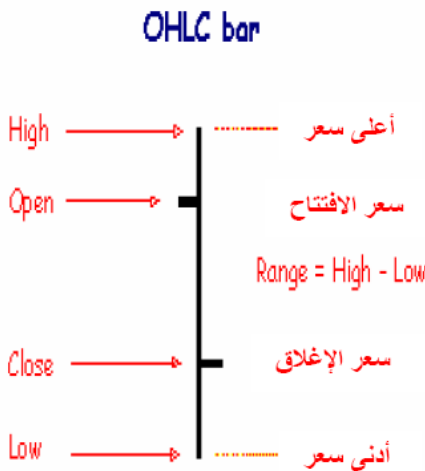 OHLC bar
High أعلى سعر
Open سعر الافتتاح
Range = High - Low
Close سعر الإغلاق
Low أدنى سعر